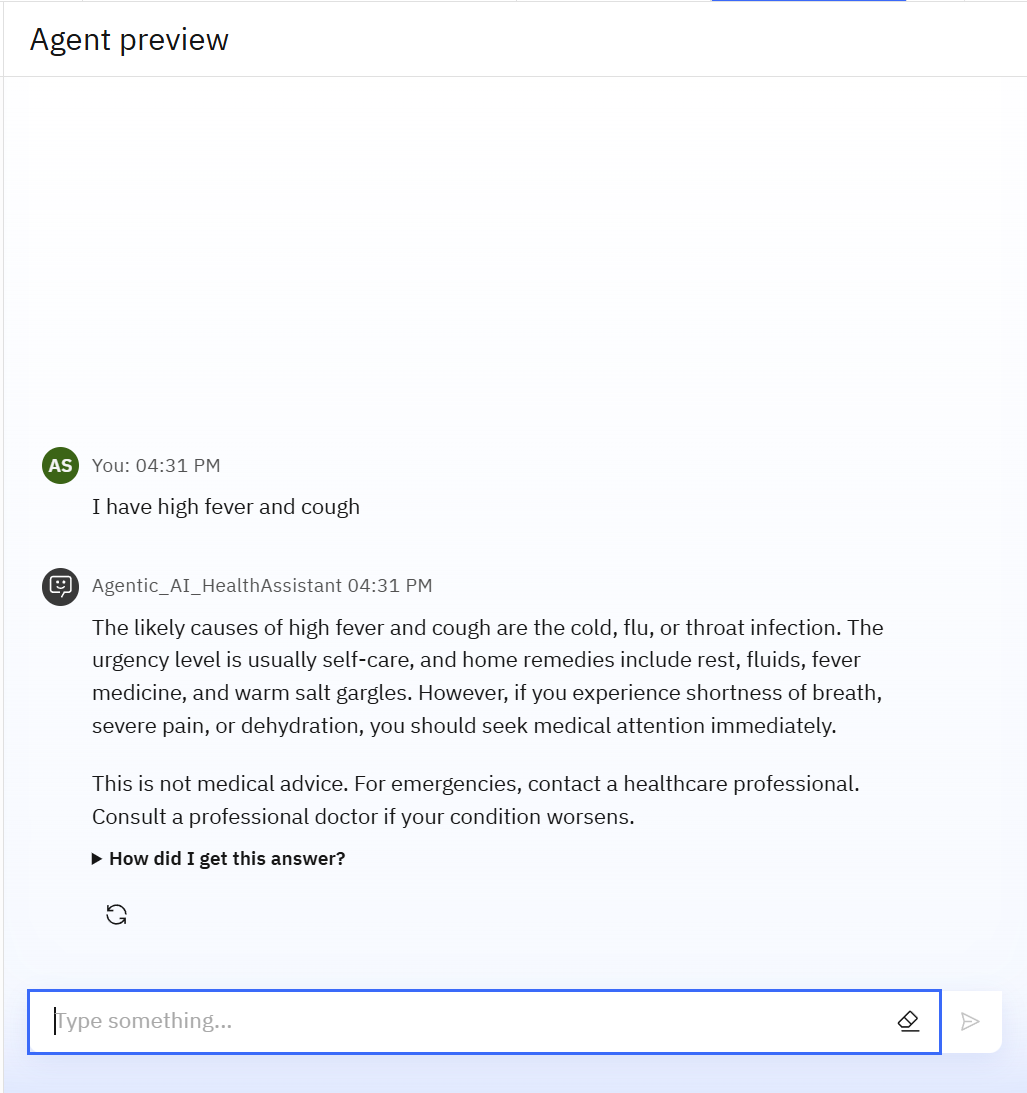 Agent preview
AS
You: 04:31 PM
I have high fever and cough
Agentic_AI_HealthAssistant 04:31 PM
The likely causes of high fever and cough are the cold, flu, or throat infection. The
urgency level is usually self-care, and home remedies include rest, fluids, fever
medicine, and warm salt gargles. However, if you experience shortness of breath,
severe pain, or dehydration, you should seek medical attention immediately.
This is not medical advice. For emergencies, contact a healthcare professional.
Consult a professional doctor if your condition worsens.
How did I get this answer?
Type something...